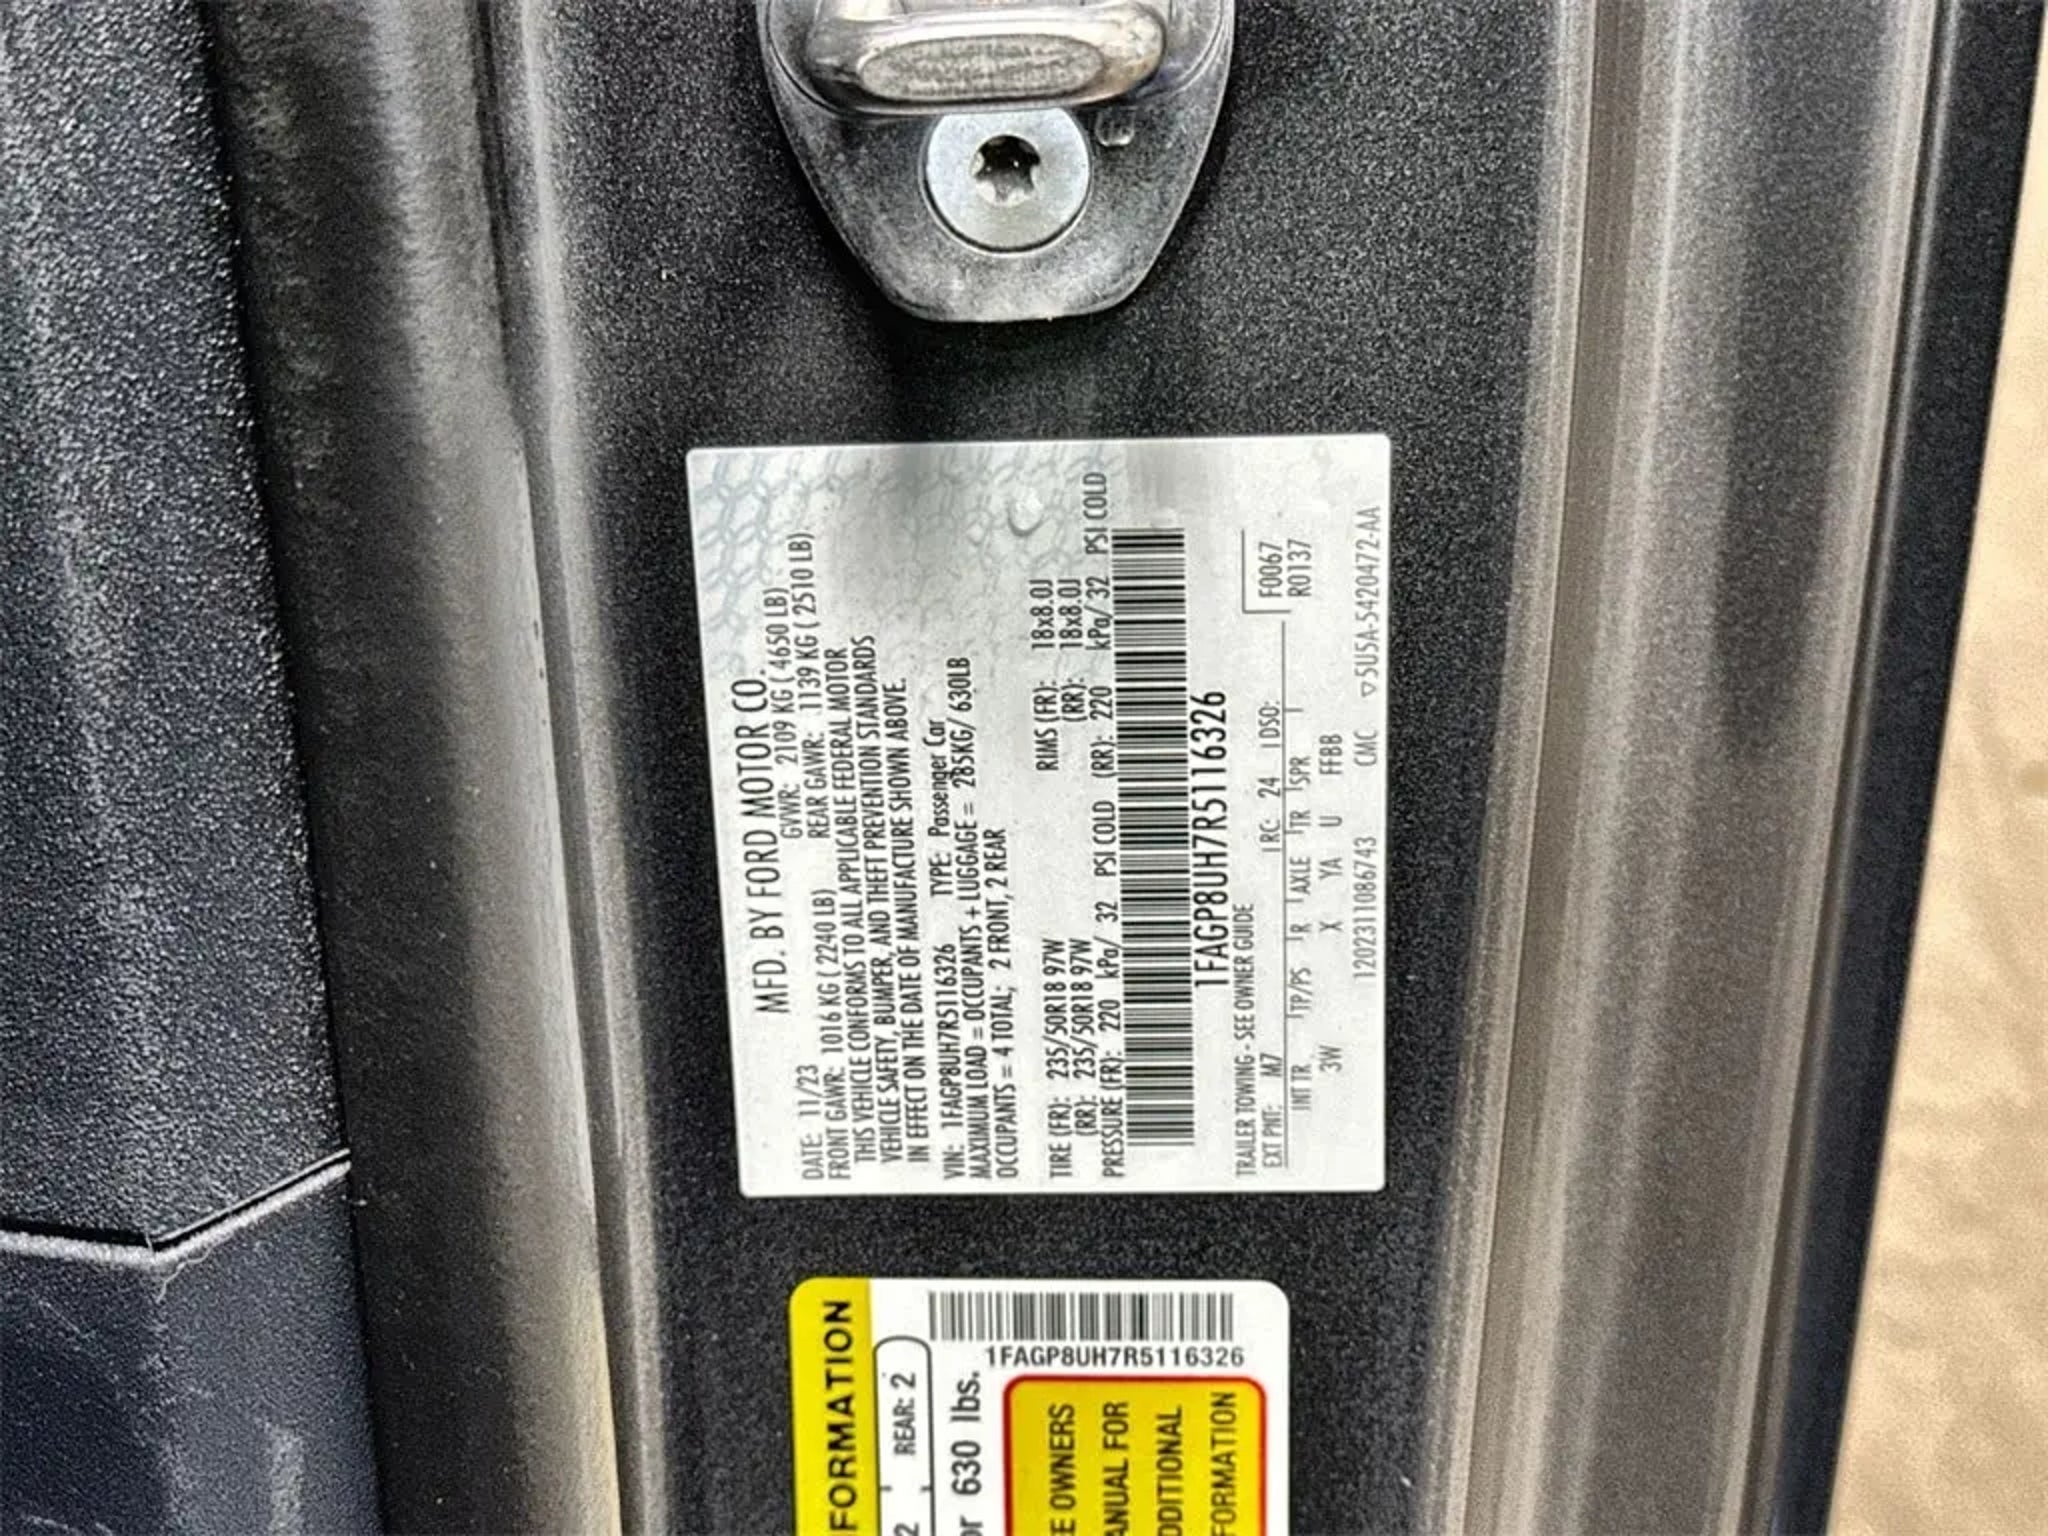 MFD. BY FORD MOTOR CO.
DATE: 11/23 GVWR: 2109 KG ( 4650 LB)
FRONT GAWR: 1016 KG ( 2240 LB) REAR GAWR: 1139 KG ( 2510 LB)
THIS VEHICLE CONFORMS TO ALL APPLICABLE FEDERAL MOTOR
VEHICLE SAFETY, BUMPER, AND THEFT PREVENTION STANDARDS
IN EFFECT ON THE DATE OF MANUFACTURE SHOWN ABOVE.
VIN: 1FAGP8UH7R5116326 TYPE: Passenger Car
MAXIMUM LOAD = OCCUPANTS + LUGGAGE = 285KG/ 630LB
OCCUPANTS = 4 TOTAL; 2 FRONT, 2 REAR
TIRE (FR): 235/50R18 97W RIMS (FR): 18x8.0J
(RR): 235/50R18 97W (RR): 18x8.0J
PRESSURE (FR): 220 kPa/ 32 PSI COLD (RR): 220 kPa/ 32 PSI COLD
1FAGP8UH7R5116326
TRAILER TOWING - SEE OWNER GUIDE
EXT PNT: M7 RC: 24 DSO: F0067
INT TR TP/PS R AXLE TR SPR R0137
3W X YA U FFBB
1202311086743 CMC ▽5U5A-5420472-AA
FORMATION
2 REAR: 2
or 630 lbs.
1FAGP8UH7R5116326
E OWNERS
ANUAL FOR
DDITIONAL
FORMATION